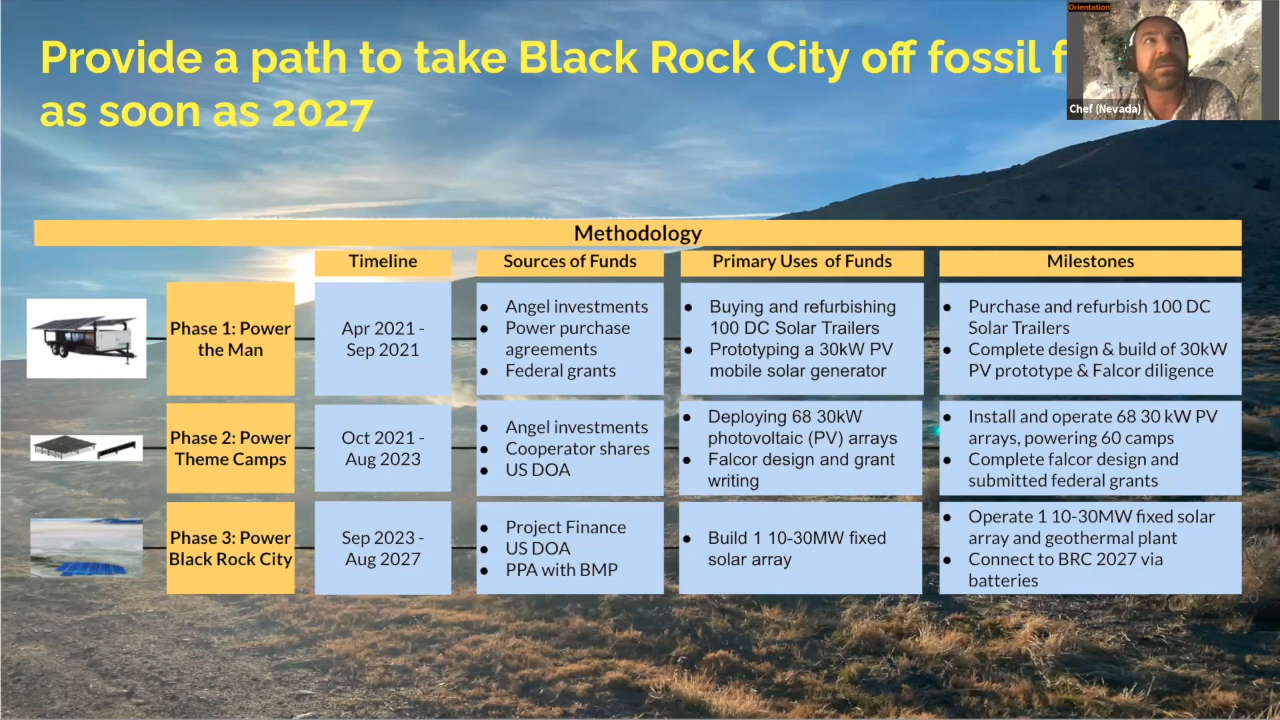 Orientation
Provide a path to take Black Rock City off fossil
as soon as 2027
Chef (Nevada)
Methodology
Timeline
Sources of Funds
Primary Uses of Funds
Milestones
Phase 1: Power
the Man
Apr 2021 -
Sep 2021
● Angel investments
● Power purchase
agreements
● Federal grants
● Buying and refurbishing
100 DC Solar Trailers
● Prototyping a 30kW PV
mobile solar generator
● Purchase and refurbish 100 DC
Solar Trailers
● Complete design & build of 30kW
PV prototype & Falcor diligence
Phase 2: Power
Theme Camps
Oct 2021 -
Aug 2023
● Angel investments
● Cooperator shares
● US DOA
● Deploying 68 30kW
photovoltaic (PV) arrays
● Falcor design and grant
writing
● Install and operate 68 30 kW PV
arrays, powering 60 camps
● Complete falcor design and
submitted federal grants
Phase 3: Power
Black Rock City
Sep 2023 -
Aug 2027
● Project Finance
● US DOA
● PPA with BMP
● Build 1 10-30MW fixed
solar array
● Operate 1 10-30MW fixed solar
array and geothermal plant
● Connect to BRC 2027 via
batteries